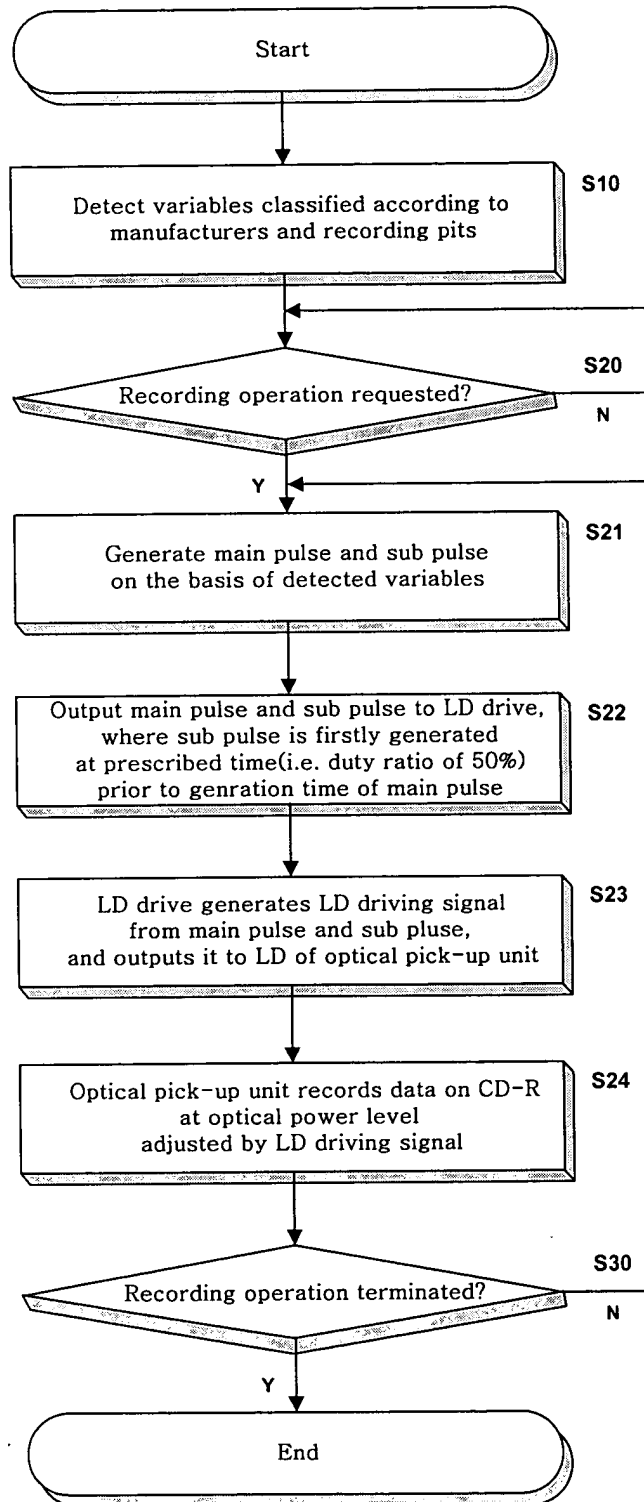 Start
S10
Detect variables classified according to
manufacturers and recording pits
S20
Recording operation requested?
N
Y
S21
Generate main pulse and sub pulse
on the basis of detected variables
S22
Output main pulse and sub pulse to LD drive,
where sub pulse is firstly generated
at prescribed time(i.e. duty ratio of 50%)
prior to genration time of main pulse
S23
LD drive generates LD driving signal
from main pulse and sub pluse,
and outputs it to LD of optical pick-up unit
S24
Optical pick-up unit records data on CD-R
at optical power level
adjusted by LD driving signal
S30
Recording operation terminated?
N
Y
End